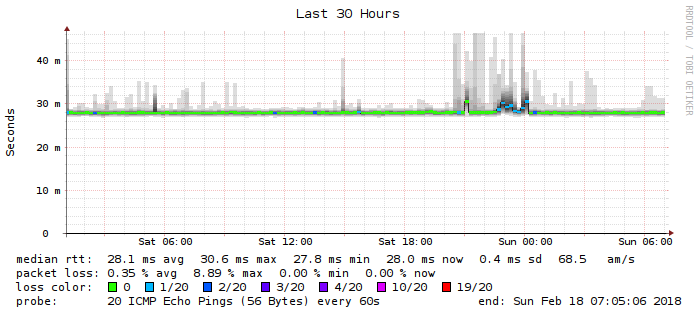 Last 30 Hours
RRDTOOL / TOBI OETIKER
Seconds
40 m
30 m
20 m
10 m
0
Sat 06:00 Sat 12:00 Sat 18:00 Sun 00:00 Sun 06:00
median rtt: 28.1 ms avg 30.6 ms max 27.8 ms min 28.0 ms now 0.4 ms sd 68.5 am/s
packet loss: 0.35 % avg 8.89 % max 0.00 % min 0.00 % now
loss color: 0 1/20 2/20 3/20 4/20 10/20 19/20
probe: 20 ICMP Echo Pings (56 Bytes) every 60s end: Sun Feb 18 07:05:06 2018